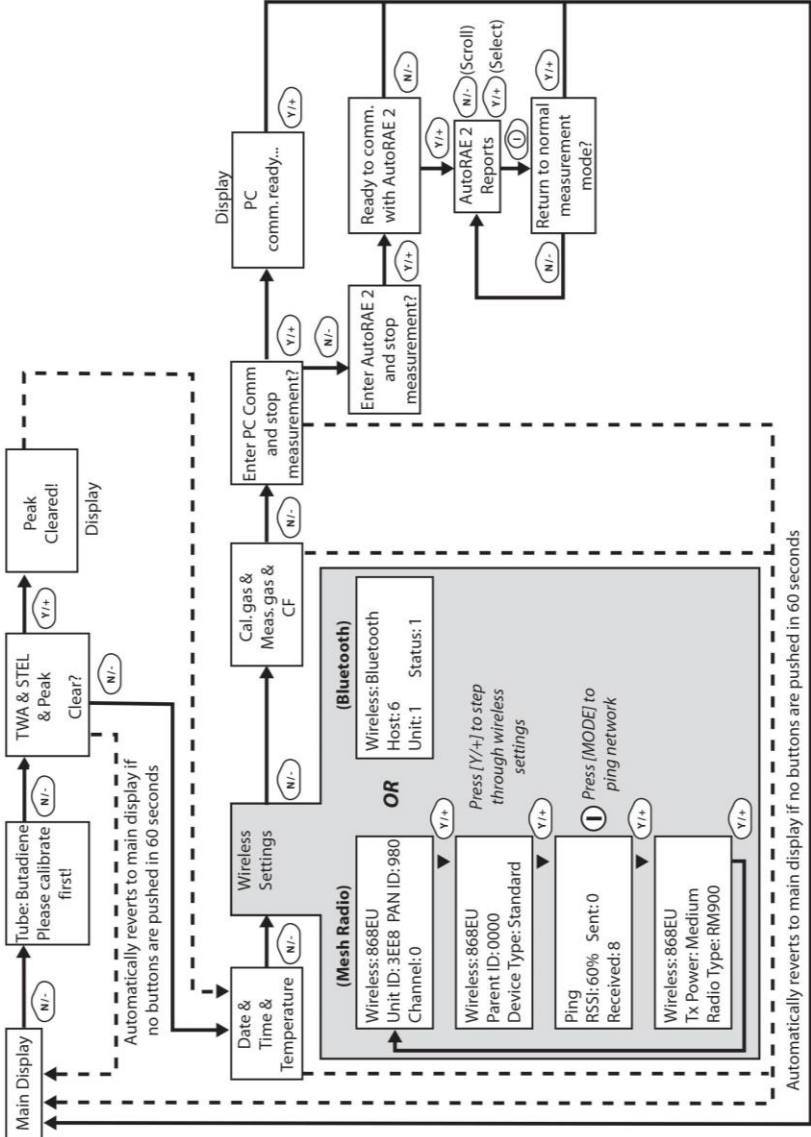 Main Display
N/-
Tube: Butadiene
Please calibrate
first!
N/-
TWA & STEL
& Peak
Clear?
Y/+
Peak
Cleared!
Display
N/-
Automatically reverts to main display if
no buttons are pushed in 60 seconds
Date &
Time &
Temperature
N/-
Wireless
Settings
N/-
Cal. gas &
Meas. gas &
CF
N/-
Enter PC Comm
and stop
measurement?
Y/+
Display
PC
comm. ready...
Y/+
N/-
Enter AutoRAE 2
and stop
measurement?
Y/+
Ready to comm.
with AutoRAE 2
N/-
Y/+
AutoRAE 2
Reports
N/- (Scroll)
Y/+ (Select)
Return to normal
measurement
mode?
N/-
Y/+
(Mesh Radio)
Wireless: 868EU
Unit ID: 3EE8 PAN ID: 980
Channel: 0
Y/+
Wireless: 868EU
Parent ID: 0000
Device Type: Standard
Y/+
Ping
RSSI: 60% Sent: 0
Received: 8
Y/+
Wireless: 868EU
Tx Power: Medium
Radio Type: RM900
Y/+
OR
(Bluetooth)
Wireless: Bluetooth
Host: 6
Unit: 1 Status: 1
Press [Y/+] to step
through wireless
settings
Press [MODE] to
ping network
Automatically reverts to main display if no buttons are pushed in 60 seconds